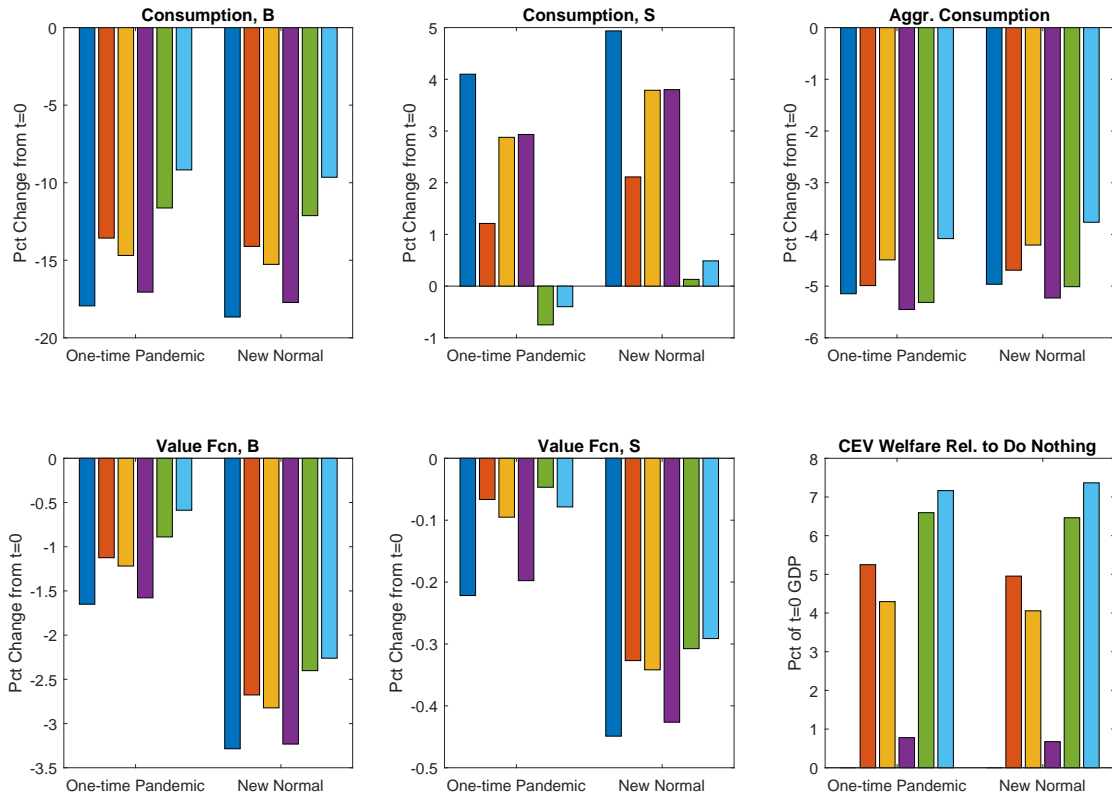 Consumption, B
0
-5
-10
-15
-20
Pct Change from t=0
One-time Pandemic
New Normal
Consumption, S
5
4
3
2
1
0
-1
Pct Change from t=0
One-time Pandemic
New Normal
Aggr. Consumption
0
-1
-2
-3
-4
-5
-6
Pct Change from t=0
One-time Pandemic
New Normal
Value Fcn, B
0
-0.5
-1
-1.5
-2
-2.5
-3
-3.5
Pct Change from t=0
One-time Pandemic
New Normal
Value Fcn, S
0
-0.1
-0.2
-0.3
-0.4
-0.5
Pct Change from t=0
One-time Pandemic
New Normal
CEV Welfare Rel. to Do Nothing
8
7
6
5
4
3
2
1
0
Pct of t=0 GDP
One-time Pandemic
New Normal